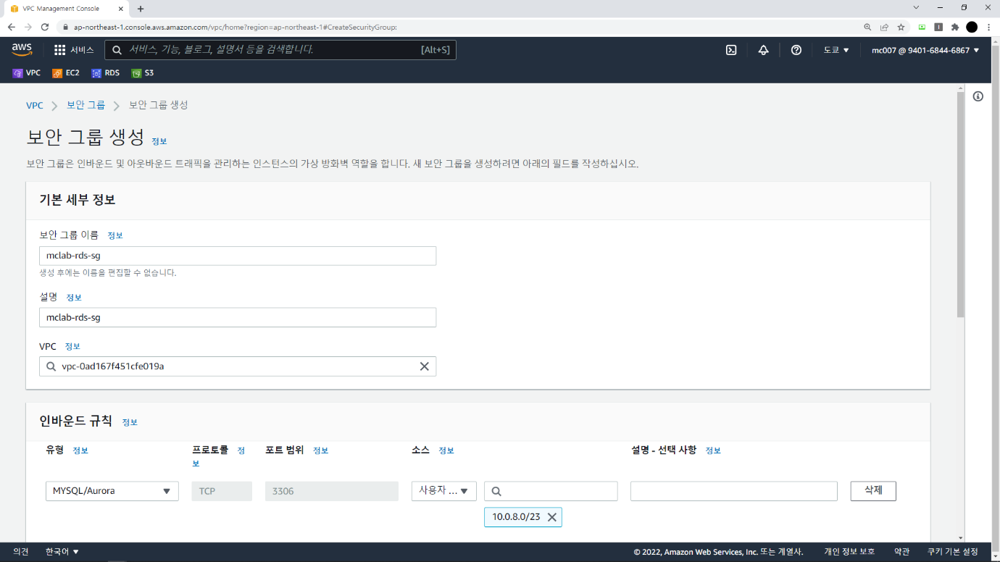 VPC Management Console
ap-northeast-1.console.aws.amazon.com/vpc/home?region=ap-northeast-1#CreateSecurityGroup:
aws 서비스 서비스, 기능, 블로그, 설명서 등을 검색합니다. [Alt+S] 도쿄 mc007 @ 9401-6844-6867
VPC EC2 RDS S3
VPC 보안 그룹 보안 그룹 생성
보안 그룹 생성 정보
보안 그룹은 인바운드 및 아웃바운드 트래픽을 관리하는 인스턴스의 가상 방화벽 역할을 합니다. 새 보안 그룹을 생성하려면 아래의 필드를 작성하십시오.
기본 세부 정보
보안 그룹 이름 정보
mclab-rds-sg
생성 후에는 이름을 편집할 수 없습니다.
설명 정보
mclab-rds-sg
VPC 정보
vpc-0ad167f451cfe019a
인바운드 규칙 정보
유형 정보 프로토콜 정보 포트 범위 정보 소스 정보 설명 - 선택 사항 정보
MYSQL/Aurora TCP 3306 사용자 ... 삭제
10.0.8.0/23
의견 한국어 © 2022, Amazon Web Services, Inc. 또는 계열사. 개인 정보 보호 약관 쿠키 기본 설정